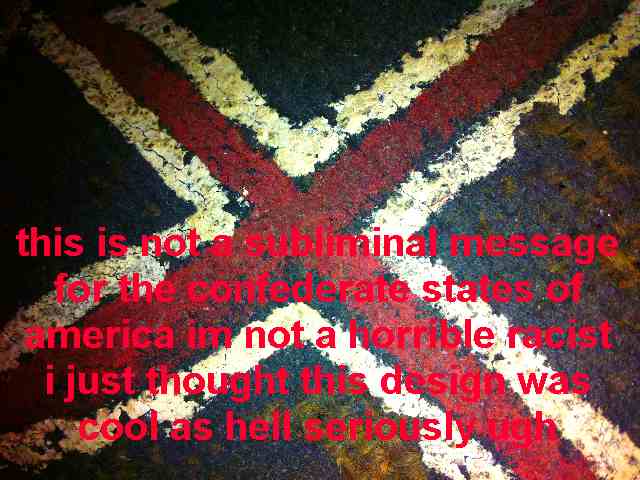 this is not a subliminal message
for the confederate states of
america im not a horrible racist
i just thought this design was
cool as hell seriously ugh